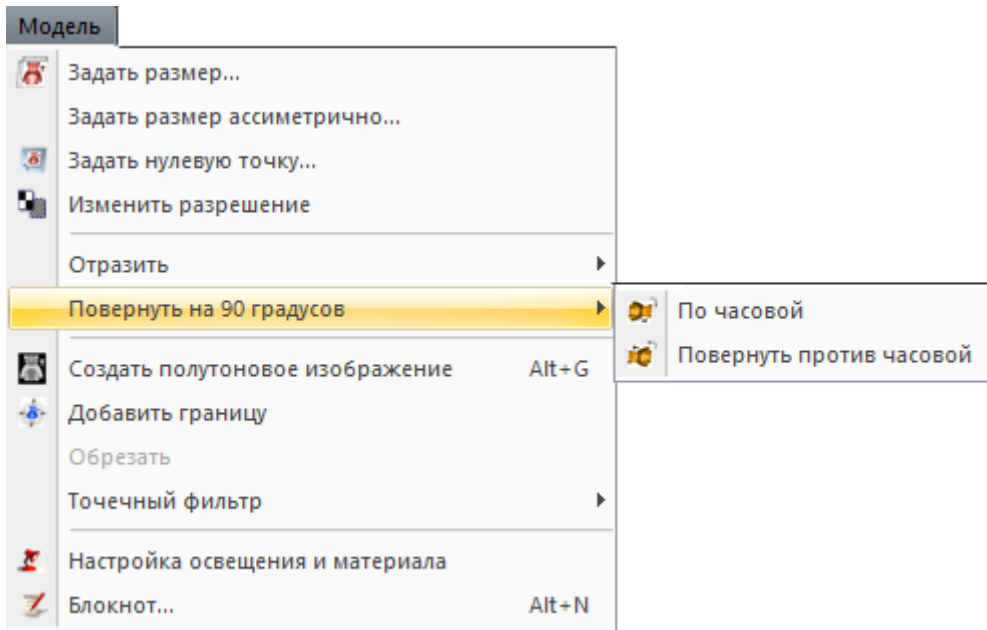 Модель
Задать размер...
Задать размер ассиметрично...
Задать нулевую точку...
Изменить разрешение
Отразить
Повернуть на 90 градусов
По часовой
Повернуть против часовой
Создать полутоновое изображение Alt+G
Добавить границу
Обрезать
Точечный фильтр
Настройка освещения и материала
Блокнот... Alt+N